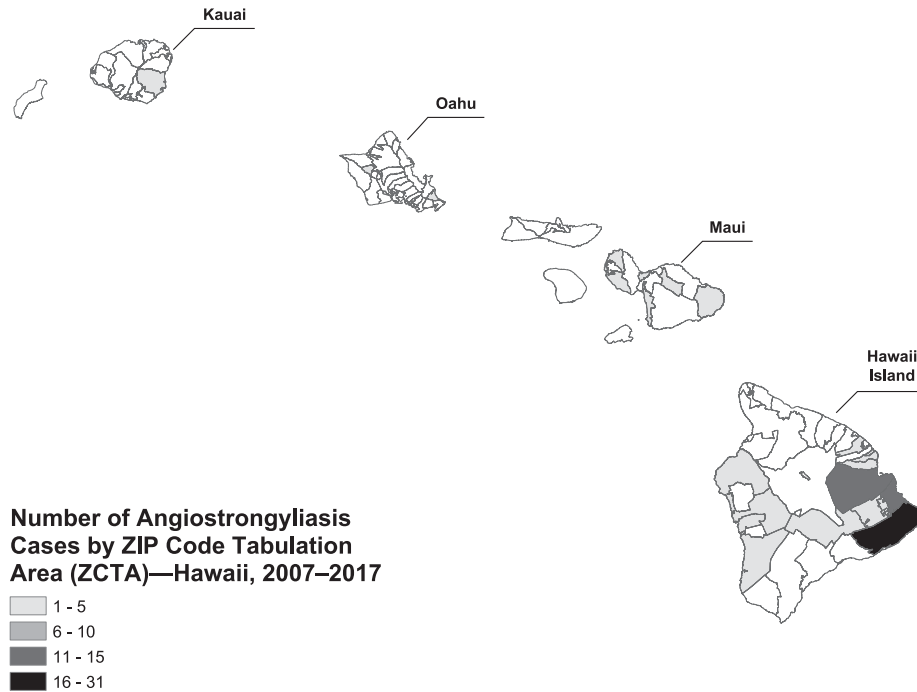 Kauai
Oahu
Maui
Hawaii
Island
Number of Angiostrongyliasis
Cases by ZIP Code Tabulation
Area (ZCTA)—Hawaii, 2007–2017
1 - 5
6 - 10
11 - 15
16 - 31